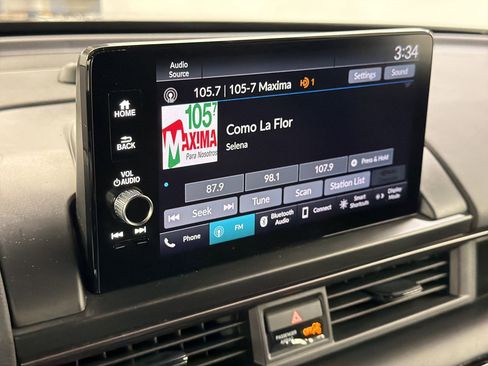 Audio
Source
3:34
105.7 | 105-7 Maxima
1
Settings
Sound
HOME
BACK
VOL
AUDIO
105.7
MAXIMA
Para Nosotros
Como La Flor
Selena
87.9
98.1
107.9
Press & Hold
Seek
Tune
Scan
Station List
Phone
FM
Bluetooth
Audio
Connect
Smart
Shortcuts
Display
Mode
PASSENGER